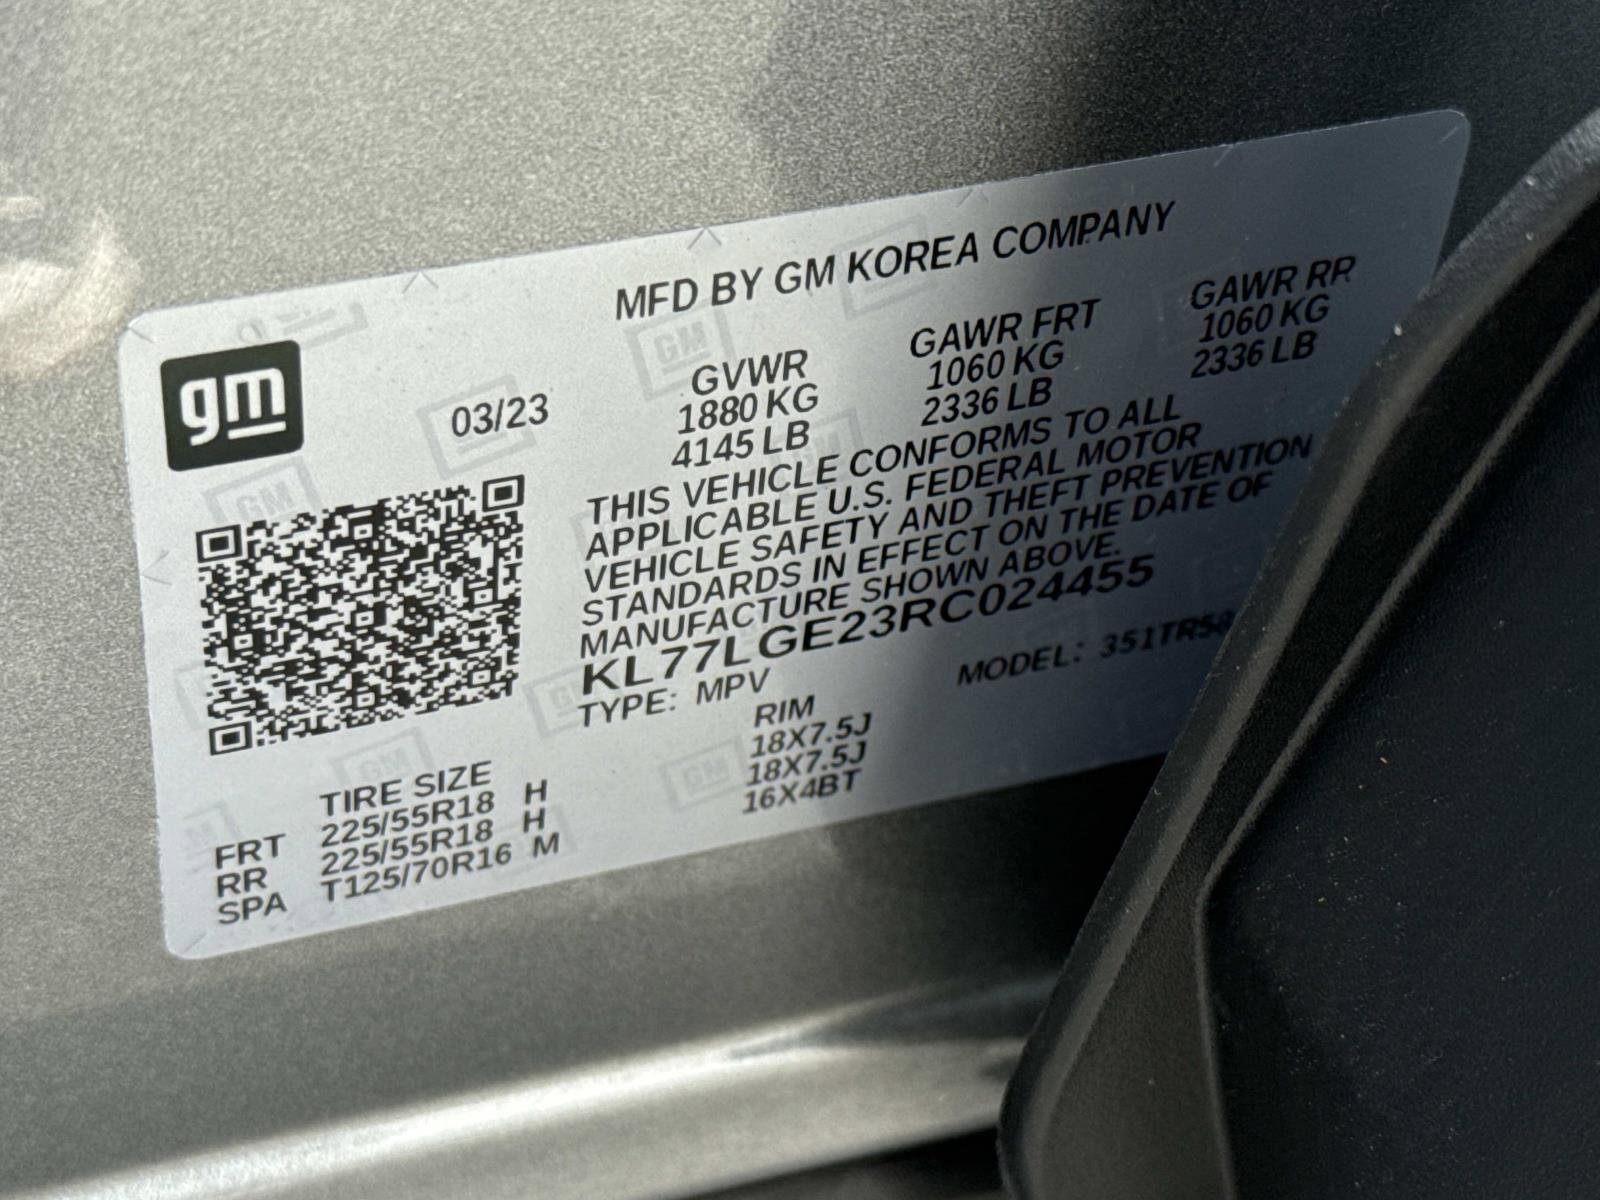 MFD BY GM KOREA COMPANY
gm
03/23 GVWR GAWR FRT GAWR RR
1880 KG 1060 KG 1060 KG
4145 LB 2336 LB 2336 LB
THIS VEHICLE CONFORMS TO ALL
APPLICABLE U.S. FEDERAL MOTOR
VEHICLE SAFETY AND THEFT PREVENTION
STANDARDS IN EFFECT ON THE DATE OF
MANUFACTURE SHOWN ABOVE.
KL77LGE23RC024455
TYPE: MPV MODEL: 351TR58
TIRE SIZE RIM
FRT 225/55R18 H 18X7.5J
RR 225/55R18 H 18X7.5J
SPA T125/70R16 M 16X4BT